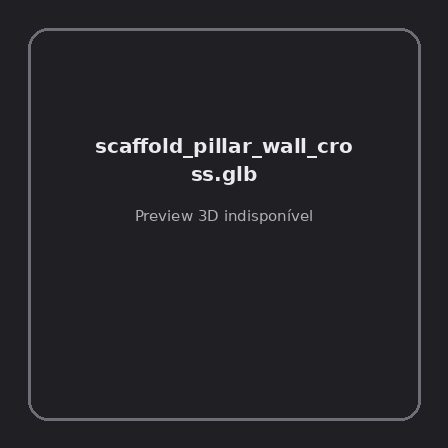 scaffold_pillar_wall_cro
ss.glb
Preview 3D indisponível